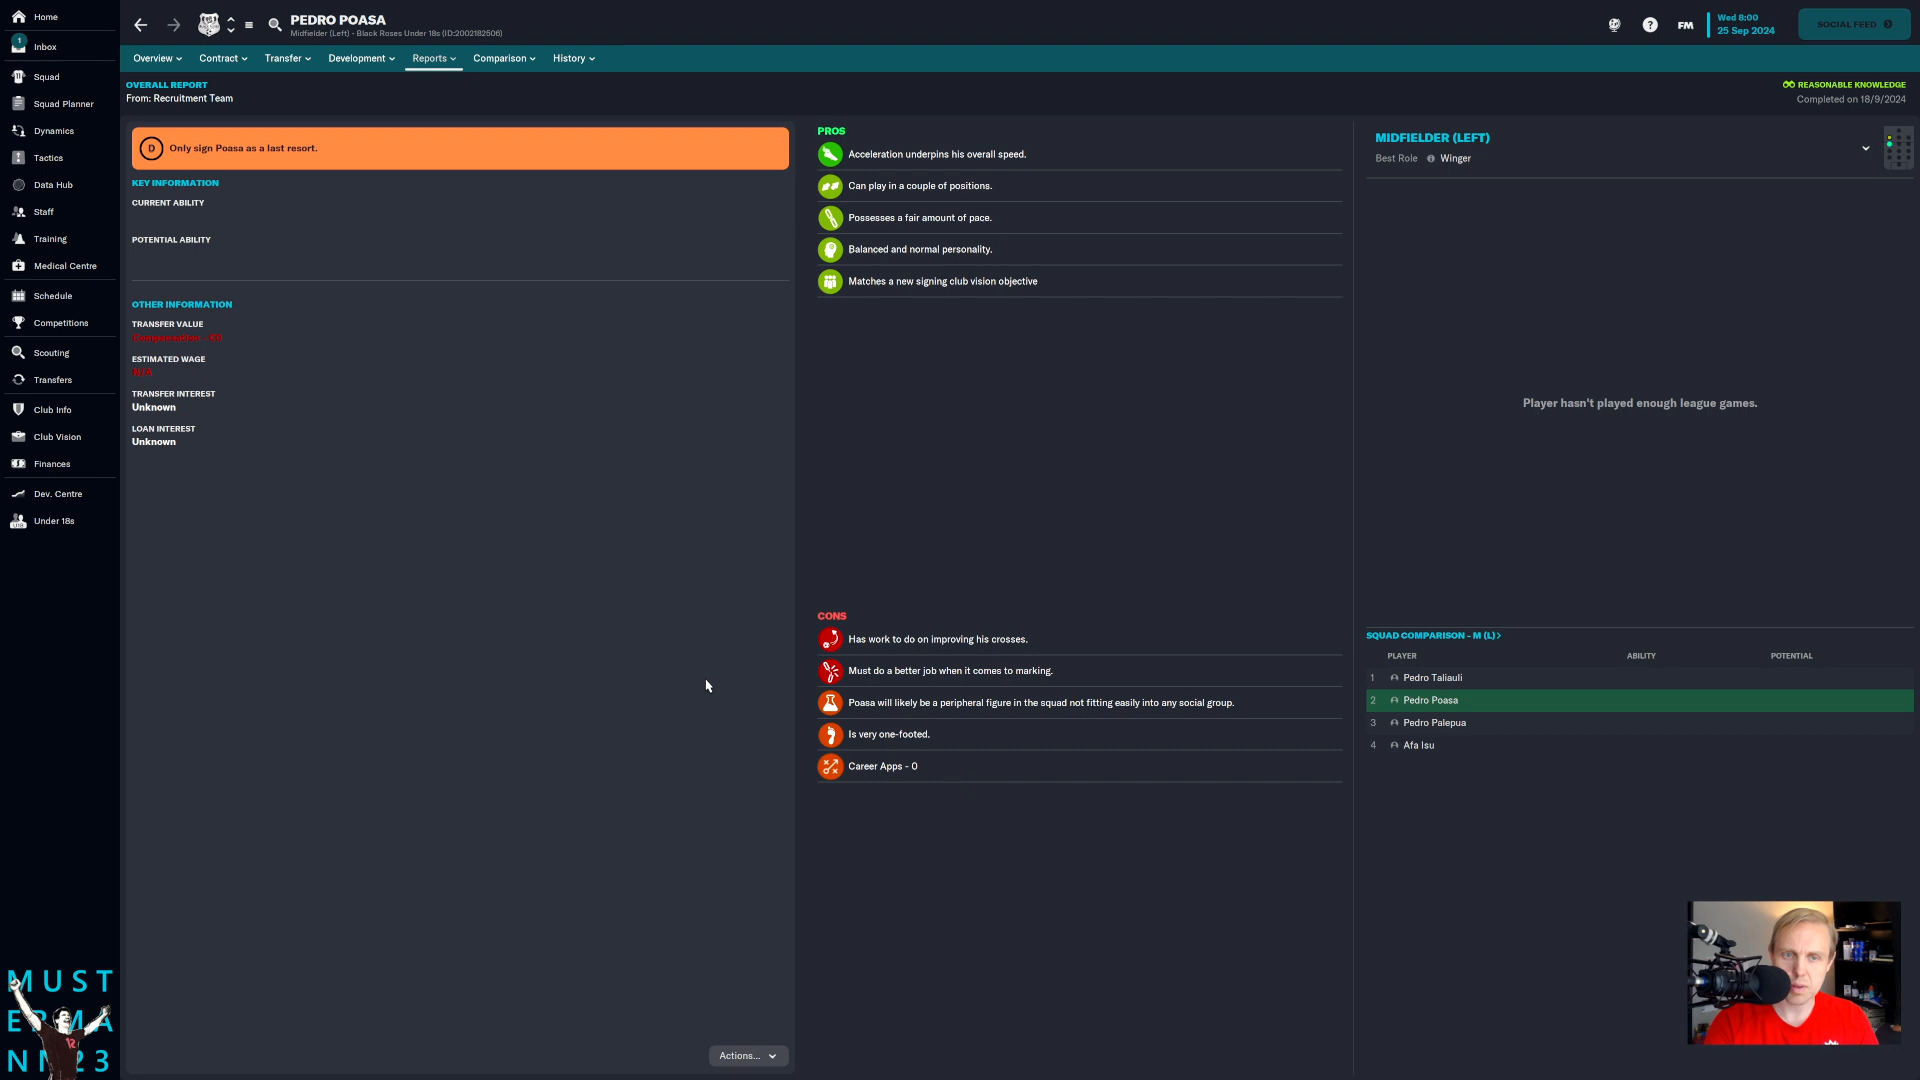 Home
1
Inbox
Squad
Squad Planner
Dynamics
Tactics
Data Hub
Staff
Training
Medical Centre
Schedule
Competitions
Scouting
Transfers
Club Info
Club Vision
Finances
Dev. Centre
Under 18s
MUST
ERMA
NN23
PEDRO POASA
Midfielder (Left) - Black Roses Under 18s (ID:2002182506)
FM
Wed 8:00
25 Sep 2024
SOCIAL FEED
Overview
Contract
Transfer
Development
Reports
Comparison
History
OVERALL REPORT
From: Recruitment Team
REASONABLE KNOWLEDGE
Completed on 18/9/2024
D
Only sign Poasa as a last resort.
KEY INFORMATION
CURRENT ABILITY
POTENTIAL ABILITY
OTHER INFORMATION
TRANSFER VALUE
Compensation - €0
ESTIMATED WAGE
N/A
TRANSFER INTEREST
Unknown
LOAN INTEREST
Unknown
Actions...
PROS
Acceleration underpins his overall speed.
Can play in a couple of positions.
Possesses a fair amount of pace.
Balanced and normal personality.
Matches a new signing club vision objective
CONS
Has work to do on improving his crosses.
Must do a better job when it comes to marking.
Poasa will likely be a peripheral figure in the squad not fitting easily into any social group.
Is very one-footed.
Career Apps - 0
MIDFIELDER (LEFT)
Best Role Winger
Player hasn't played enough league games.
SQUAD COMPARISON - M (L)>
PLAYER ABILITY POTENTIAL
1 Pedro Taliauli
2 Pedro Poasa
3 Pedro Palepua
4 Afa Isu